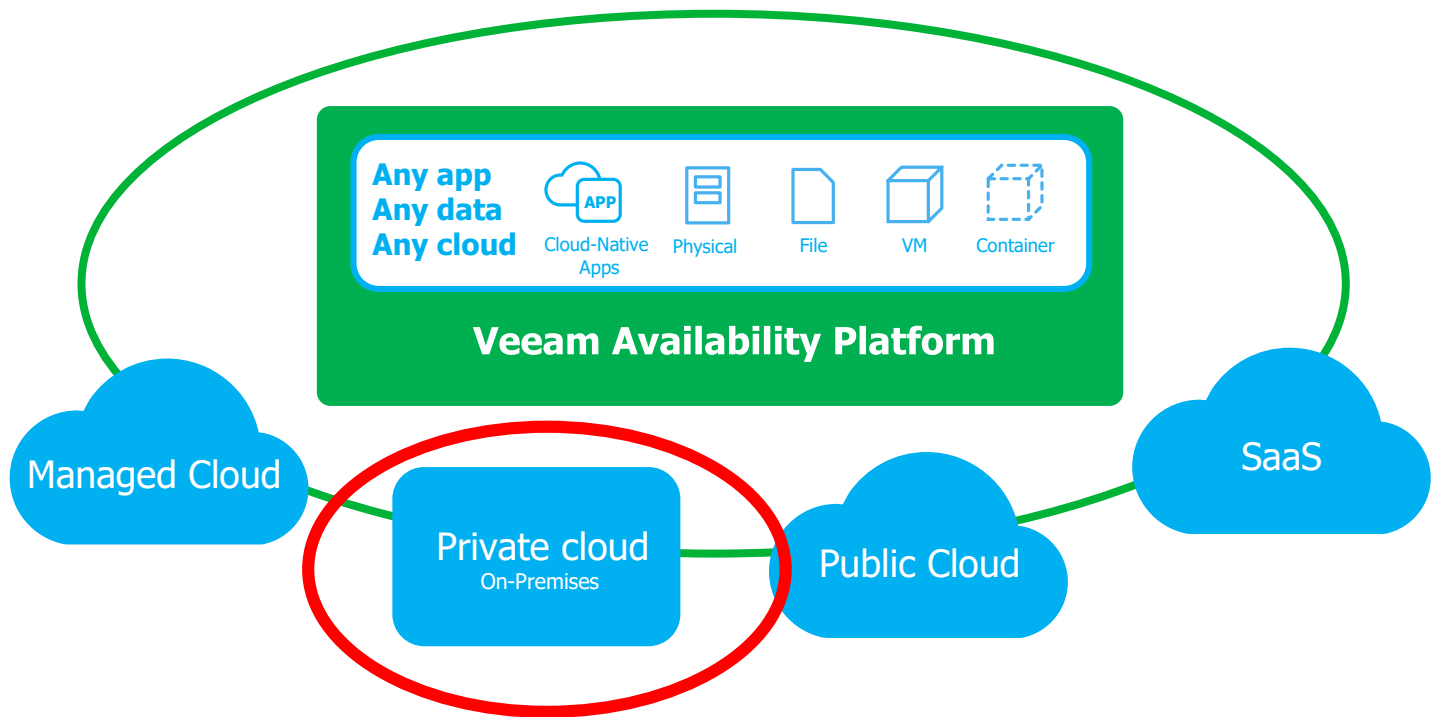 Any app
Any data
Any cloud
APP
Cloud-Native
Apps
Physical
File
VM
Container
Veeam Availability Platform
Managed Cloud
Private cloud
On-Premises
Public Cloud
SaaS